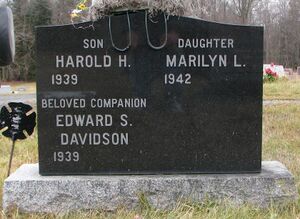 SON
HAROLD H.
1939
DAUGHTER
MARILYN L.
1942
BELOVED COMPANION
EDWARD S.
DAVIDSON
1939